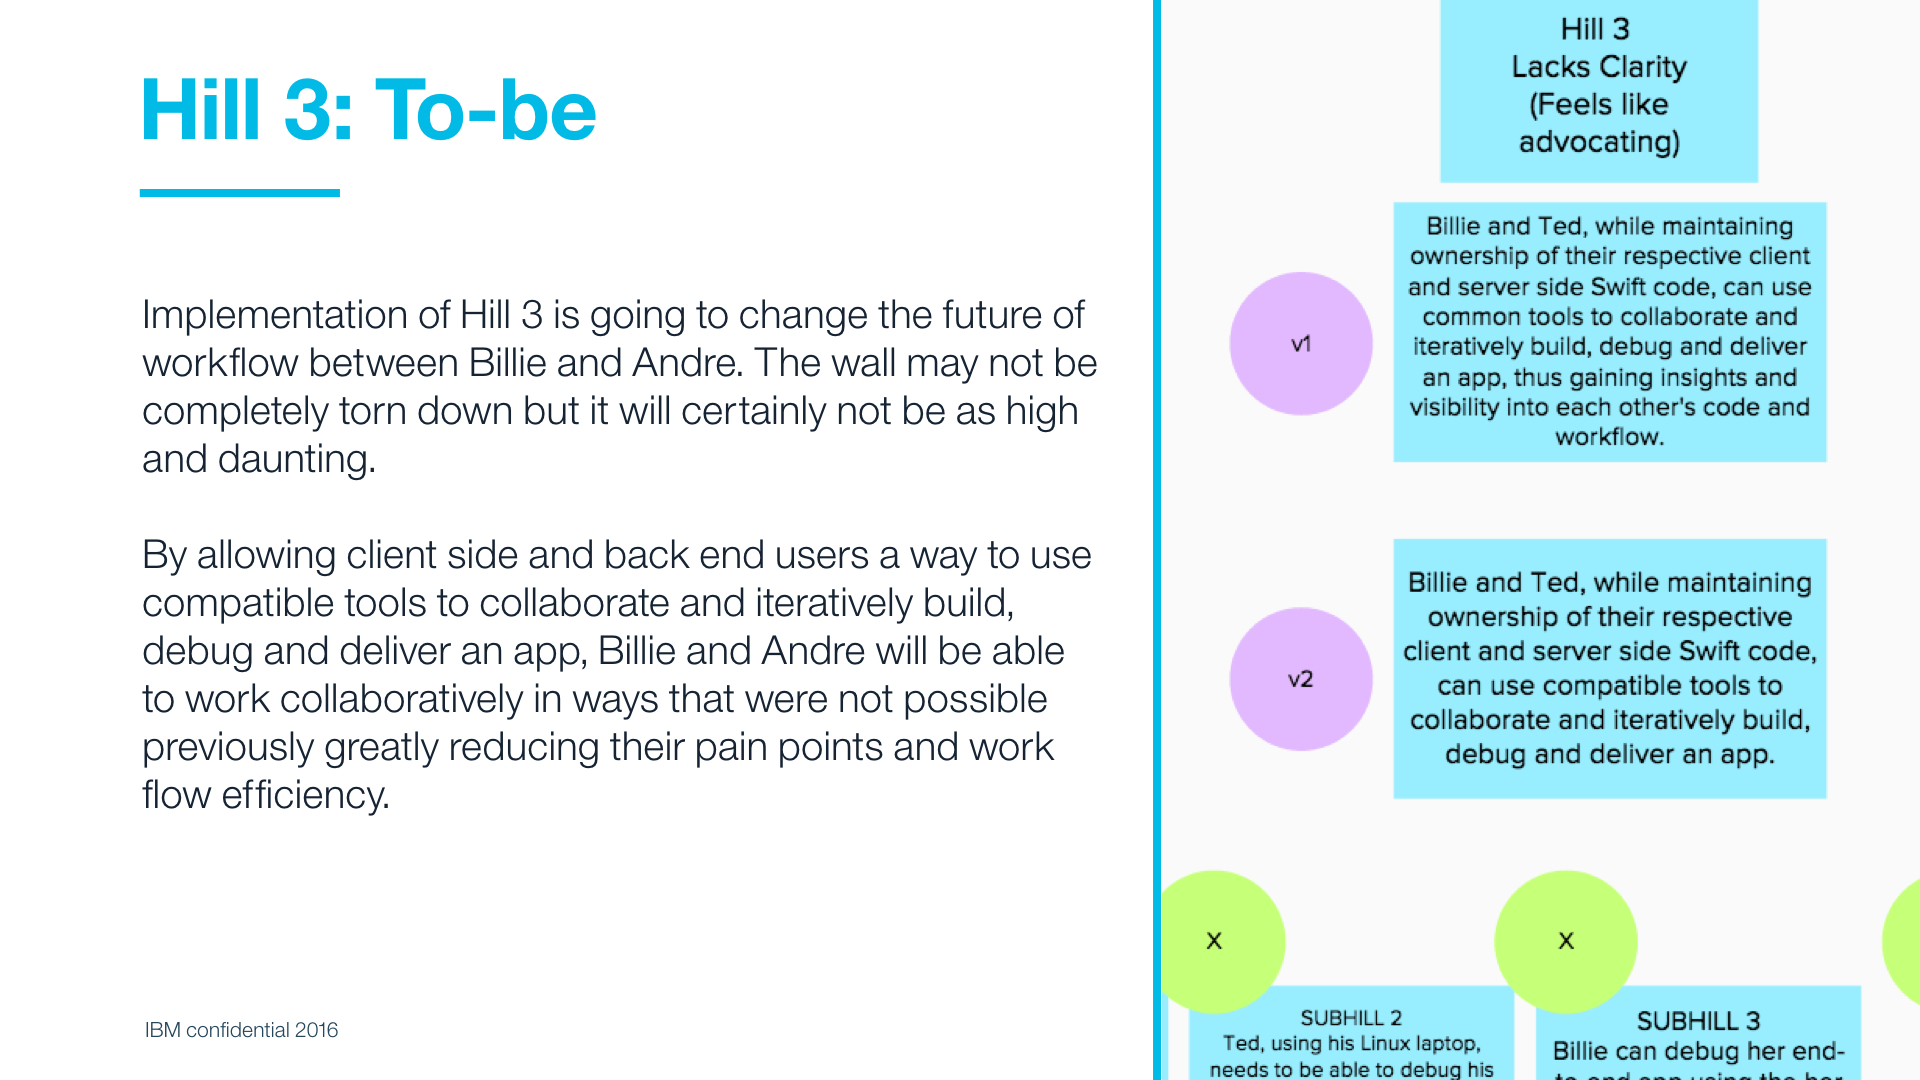 Hill 3: To-be
Implementation of Hill 3 is going to change the future of
workflow between Billie and Andre. The wall may not be
completely torn down but it will certainly not be as high
and daunting.
By allowing client side and back end users a way to use
compatible tools to collaborate and iteratively build,
debug and deliver an app, Billie and Andre will be able
to work collaboratively in ways that were not possible
previously greatly reducing their pain points and work
flow efficiency.
IBM confidential 2016
Hill 3
Lacks Clarity
(Feels like
advocating)
v1
Billie and Ted, while maintaining
ownership of their respective client
and server side Swift code, can use
common tools to collaborate and
iteratively build, debug and deliver
an app, thus gaining insights and
visibility into each other's code and
workflow.
v2
Billie and Ted, while maintaining
ownership of their respective
client and server side Swift code,
can use compatible tools to
collaborate and iteratively build,
debug and deliver an app.
X
X
SUBHILL 2
Ted, using his Linux laptop,
needs to be able to debug his
SUBHILL 3
Billie can debug her end-
to-end app using the her